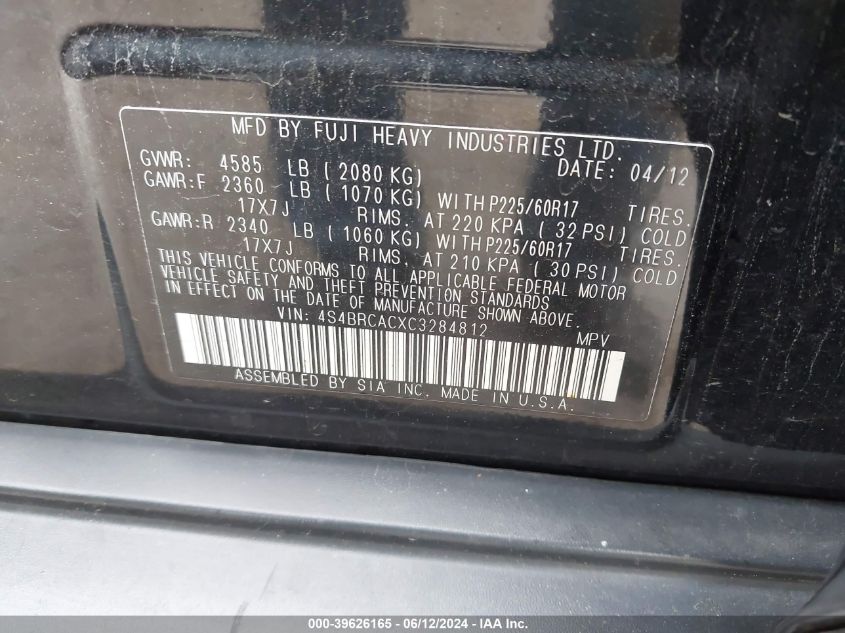 MFD BY FUJI HEAVY INDUSTRIES LTD.
GVWR: 4585 LB ( 2080 KG) DATE: 04/12
GAWR:F 2360 LB ( 1070 KG) WITH P225/60R17 TIRES.
17X7J RIMS. AT 220 KPA ( 32 PSI) COLD
GAWR:R 2340 LB ( 1060 KG) WITH P225/60R17 TIRES.
17X7J RIMS. AT 210 KPA ( 30 PSI) COLD
THIS VEHICLE CONFORMS TO ALL APPLICABLE FEDERAL MOTOR
VEHICLE SAFETY AND THEFT PREVENTION STANDARDS
IN EFFECT ON THE DATE OF MANUFACTURE SHOWN ABOVE.
VIN: 4S4BRCACXC3284812 MPV
ASSEMBLED BY SIA INC. MADE IN U.S.A.
000-39626165 - 06/12/2024 - IAA Inc.